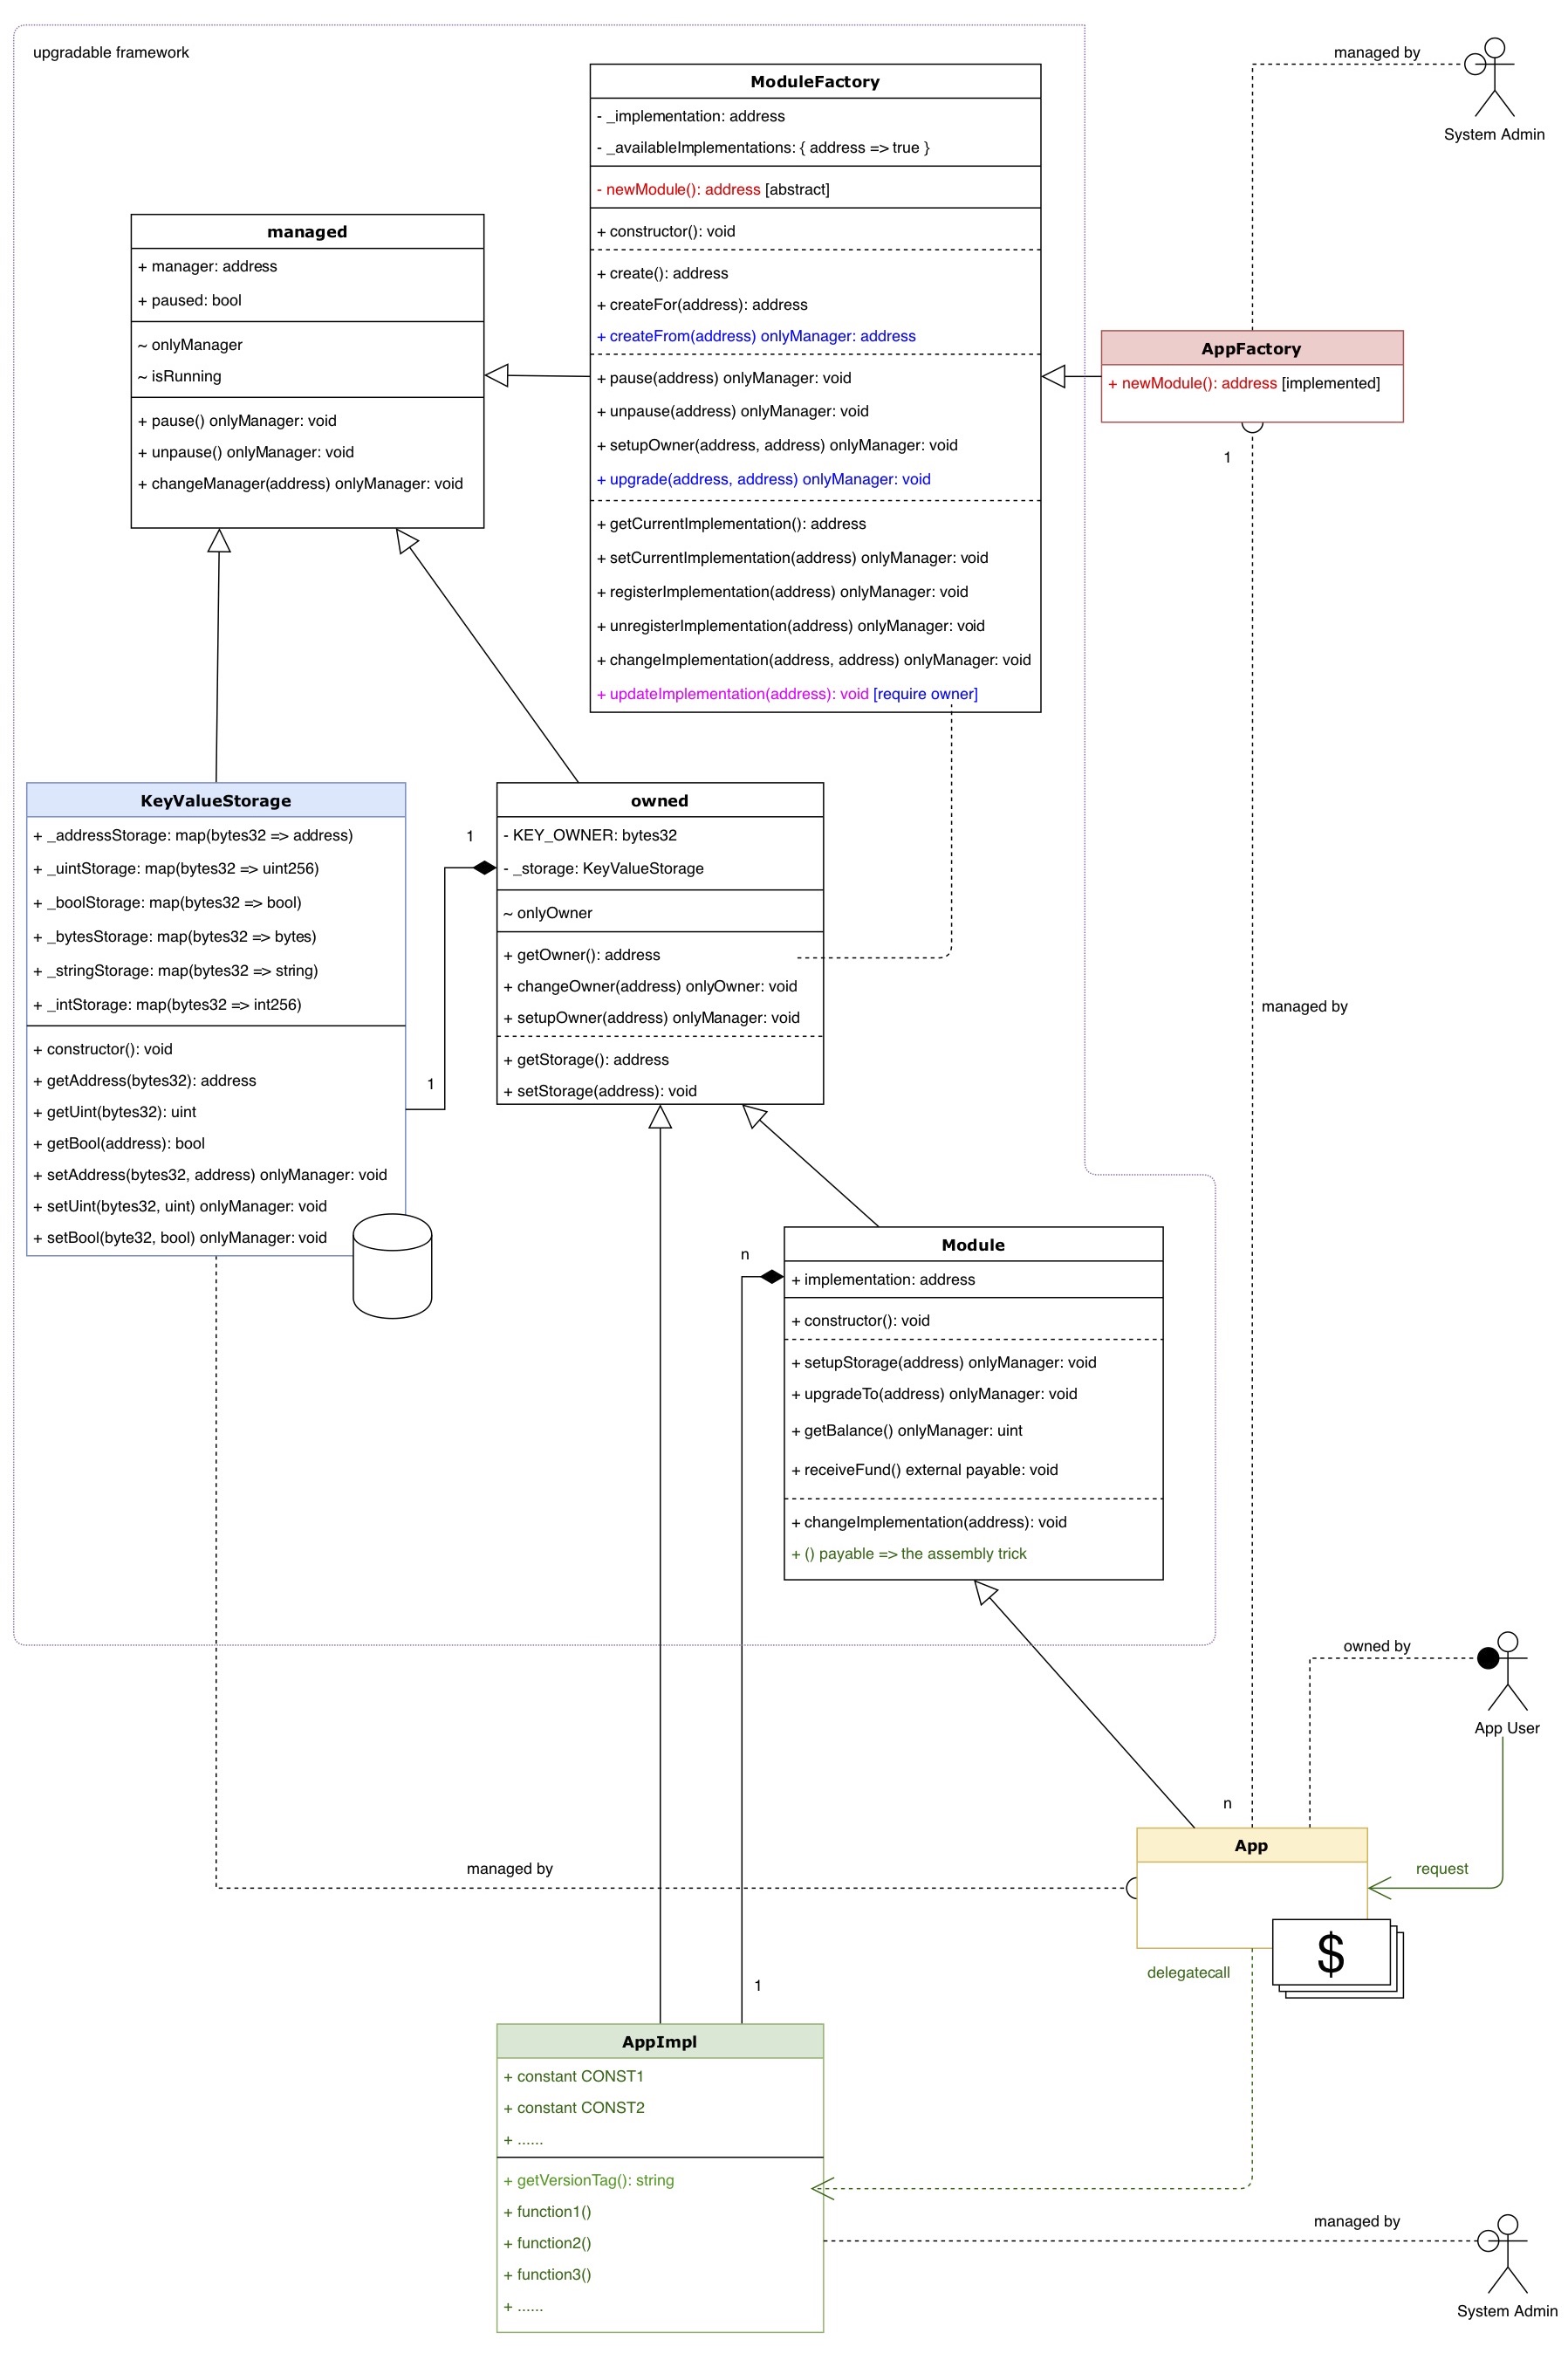 upgradable framework
managed by
System Admin
ModuleFactory
- _implementation: address
- _availableImplementations: { address => true }
- newModule(): address [abstract]
+ constructor(): void
+ create(): address
+ createFor(address): address
+ createFrom(address) onlyManager: address
+ pause(address) onlyManager: void
+ unpause(address) onlyManager: void
+ setupOwner(address, address) onlyManager: void
+ upgrade(address, address) onlyManager: void
+ getCurrentImplementation(): address
+ setCurrentImplementation(address) onlyManager: void
+ registerImplementation(address) onlyManager: void
+ unregisterImplementation(address) onlyManager: void
+ changeImplementation(address, address) onlyManager: void
+ updateImplementation(address): void [require owner]
managed
+ manager: address
+ paused: bool
~ onlyManager
~ isRunning
+ pause() onlyManager: void
+ unpause() onlyManager: void
+ changeManager(address) onlyManager: void
AppFactory
+ newModule(): address [implemented]
1
managed by
KeyValueStorage
+ _addressStorage: map(bytes32 => address)
+ _uintStorage: map(bytes32 => uint256)
+ _boolStorage: map(bytes32 => bool)
+ _bytesStorage: map(bytes32 => bytes)
+ _stringStorage: map(bytes32 => string)
+ _intStorage: map(bytes32 => int256)
+ constructor(): void
+ getAddress(bytes32): address
+ getUint(bytes32): uint
+ getBool(address): bool
+ setAddress(bytes32, address) onlyManager: void
+ setUint(bytes32, uint) onlyManager: void
+ setBool(byte32, bool) onlyManager: void
1
1
owned
- KEY_OWNER: bytes32
- _storage: KeyValueStorage
~ onlyOwner
+ getOwner(): address
+ changeOwner(address) onlyOwner: void
+ setupOwner(address) onlyManager: void
+ getStorage(): address
+ setStorage(address): void
n
Module
+ implementation: address
+ constructor(): void
+ setupStorage(address) onlyManager: void
+ upgradeTo(address) onlyManager: void
+ getBalance() onlyManager: uint
+ receiveFund() external payable: void
+ changeImplementation(address): void
+ () payable => the assembly trick
owned by
App User
n
App
request
managed by
$
delegatecall
1
AppImpl
+ constant CONST1
+ constant CONST2
+ ......
+ getVersionTag(): string
+ function1()
+ function2()
+ function3()
+ ......
managed by
System Admin